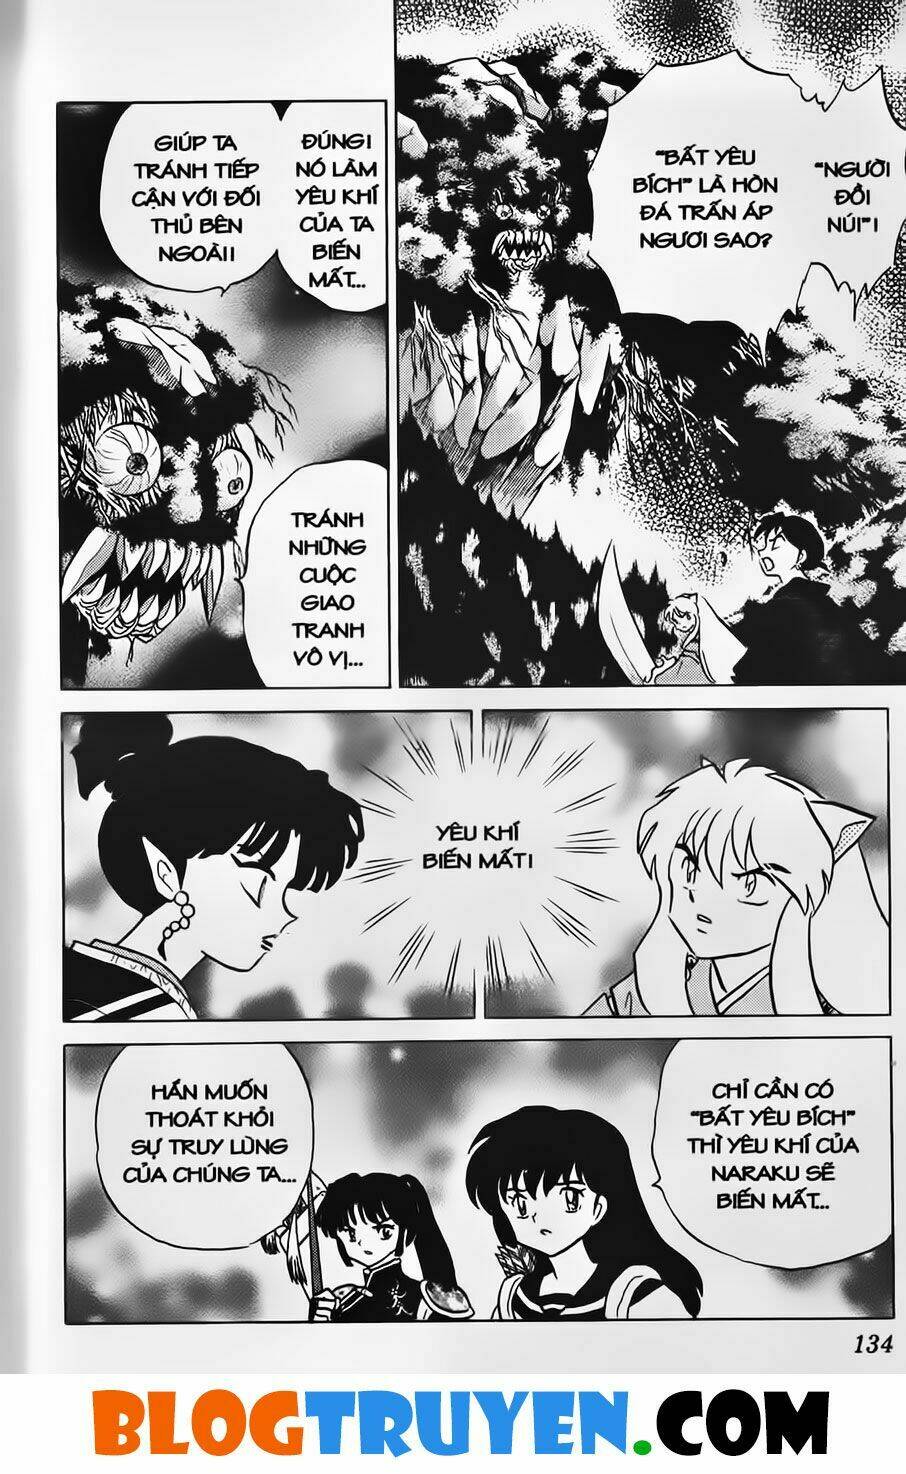 "NGƯỜI
ĐỒI
NÚI"!
"BẤT YÊU
BÍCH" LÀ HÒN
ĐÁ TRẤN ÁP
NGƯƠI SAO?
ĐÚNG!
NÓ LÀM
YÊU KHÍ
CỦA TA
BIẾN
MẤT...
GIÚP TA
TRÁNH TIẾP
CẬN VỚI ĐỐI
THỦ BÊN
NGOÀI!
TRÁNH
NHỮNG
CUỘC
GIAO
TRANH
VÔ VỊ...
YÊU KHÍ
BIẾN MẤT!
CHỈ CẦN CÓ
"BẤT YÊU BÍCH"
THÌ YÊU KHÍ CỦA
NARAKU SẼ
BIẾN MẤT...
HẮN MUỐN
THOÁT KHỎI
SỰ TRUY LÙNG
CỦA CHÚNG TA...
134
BLOGTRUYEN.COM